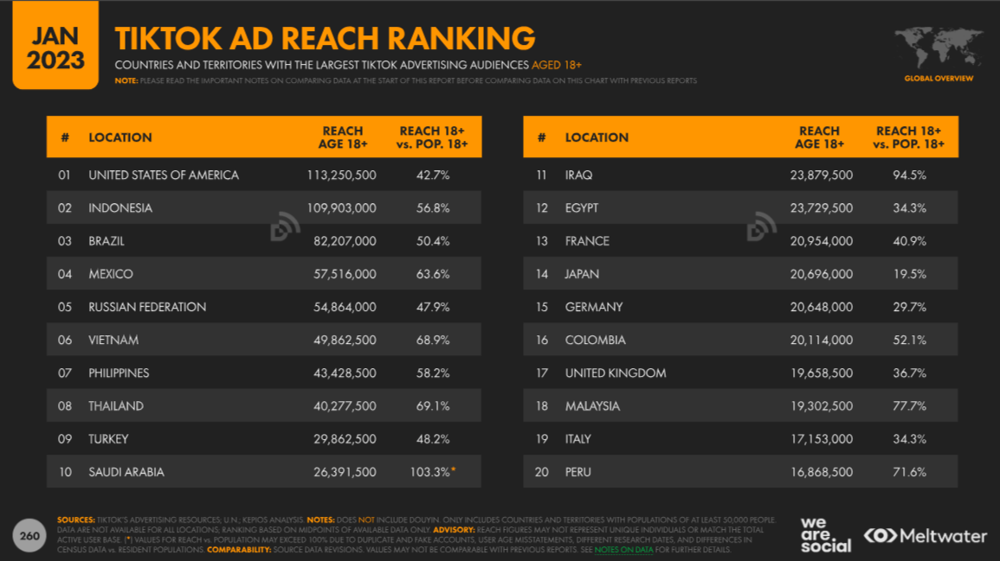 JAN
2023
TIKTOK AD REACH RANKING
COUNTRIES AND TERRITORIES WITH THE LARGEST TIKTOK ADVERTISING AUDIENCES AGED 18+
NOTE: PLEASE READ THE IMPORTANT NOTES ON COMPARING DATA AT THE START OF THIS REPORT BEFORE COMPARING DATA ON THIS CHART WITH PREVIOUS REPORTS
GLOBAL OVERVIEW
# LOCATION REACH AGE 18+ REACH 18+ vs. POP. 18+
01 UNITED STATES OF AMERICA 113,250,500 42.7%
02 INDONESIA 109,903,000 56.8%
03 BRAZIL 82,207,000 50.4%
04 MEXICO 57,516,000 63.6%
05 RUSSIAN FEDERATION 54,864,000 47.9%
06 VIETNAM 49,862,500 68.9%
07 PHILIPPINES 43,428,500 58.2%
08 THAILAND 40,277,500 69.1%
09 TURKEY 29,862,500 48.2%
10 SAUDI ARABIA 26,391,500 103.3%*
# LOCATION REACH AGE 18+ REACH 18+ vs. POP. 18+
11 IRAQ 23,879,500 94.5%
12 EGYPT 23,729,500 34.3%
13 FRANCE 20,954,000 40.9%
14 JAPAN 20,696,000 19.5%
15 GERMANY 20,648,000 29.7%
16 COLOMBIA 20,114,000 52.1%
17 UNITED KINGDOM 19,658,500 36.7%
18 MALAYSIA 19,302,500 77.7%
19 ITALY 17,153,000 34.3%
20 PERU 16,868,500 71.6%
260
SOURCES: TIKTOK'S ADVERTISING RESOURCES; U.N.; KEPIOS ANALYSIS. NOTES: DOES NOT INCLUDE DOUYIN. ONLY INCLUDES COUNTRIES AND TERRITORIES WITH POPULATIONS OF AT LEAST 50,000 PEOPLE.
DATA ARE NOT AVAILABLE FOR ALL LOCATIONS; RANKING BASED ON MIDPOINTS OF AVAILABLE DATA ONLY. ADVISORY: REACH FIGURES MAY NOT REPRESENT UNIQUE INDIVIDUALS OR MATCH THE TOTAL
ACTIVE USER BASE. (*) VALUES FOR REACH vs. POPULATION MAY EXCEED 100% DUE TO DUPLICATE AND FAKE ACCOUNTS, USER AGE MISSTATEMENTS, DIFFERENT RESEARCH DATES, AND DIFFERENCES IN
CENSUS DATA vs. RESIDENT POPULATIONS. COMPARABILITY: SOURCE DATA REVISIONS. VALUES MAY NOT BE COMPARABLE WITH PREVIOUS REPORTS. SEE NOTES ON DATA FOR FURTHER DETAILS.
we
are
social
Meltwater